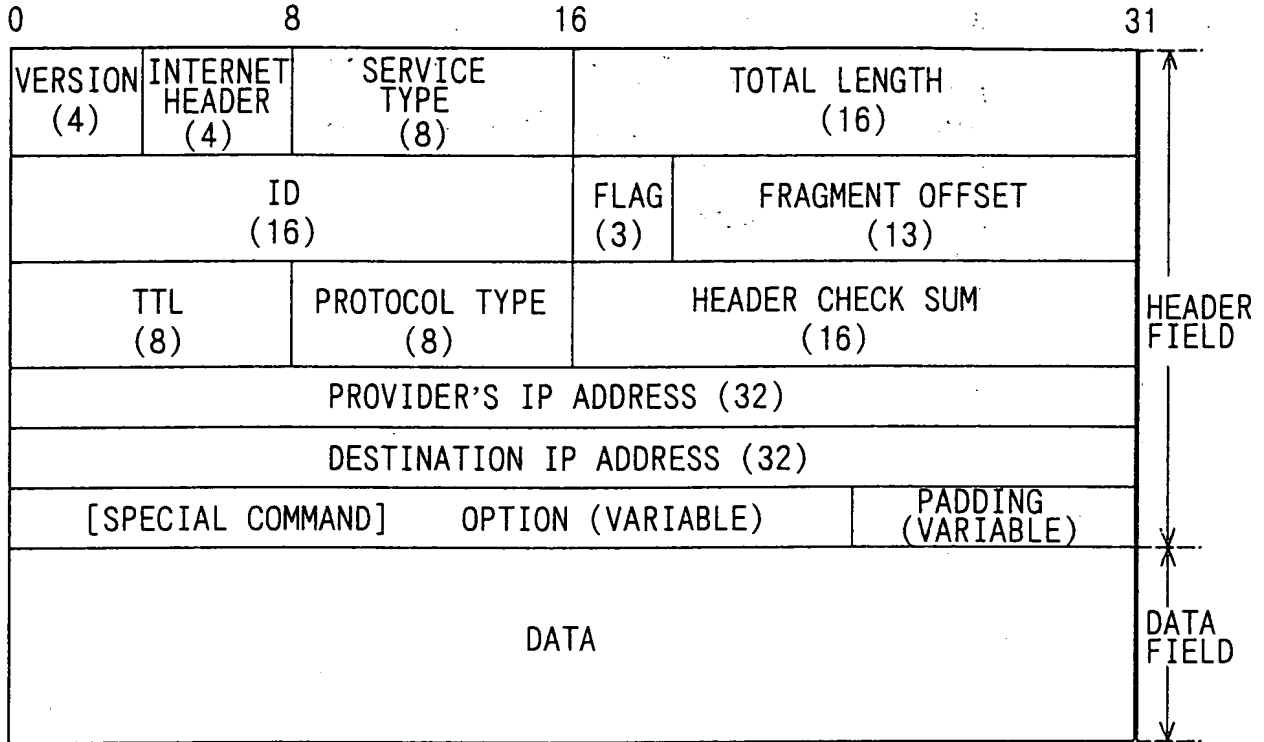 0 8 16 31
VERSION (4)
INTERNET HEADER (4)
SERVICE TYPE (8)
TOTAL LENGTH (16)
ID (16)
FLAG (3)
FRAGMENT OFFSET (13)
TTL (8)
PROTOCOL TYPE (8)
HEADER CHECK SUM (16)
HEADER FIELD
PROVIDER'S IP ADDRESS (32)
DESTINATION IP ADDRESS (32)
[SPECIAL COMMAND] OPTION (VARIABLE)
PADDING (VARIABLE)
DATA
DATA FIELD